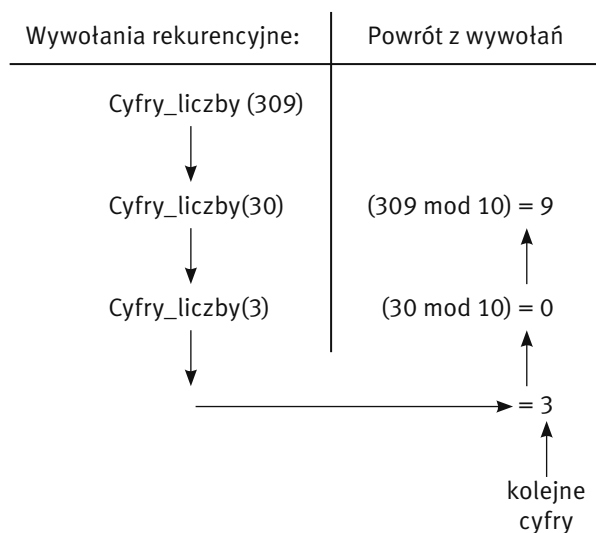 Wywołania rekurencyjne: Powrót z wywołań
Cyfry_liczby (309)
Cyfry_liczby(30) (309 mod 10) = 9
Cyfry_liczby(3) (30 mod 10) = 0
= 3
kolejne
cyfry